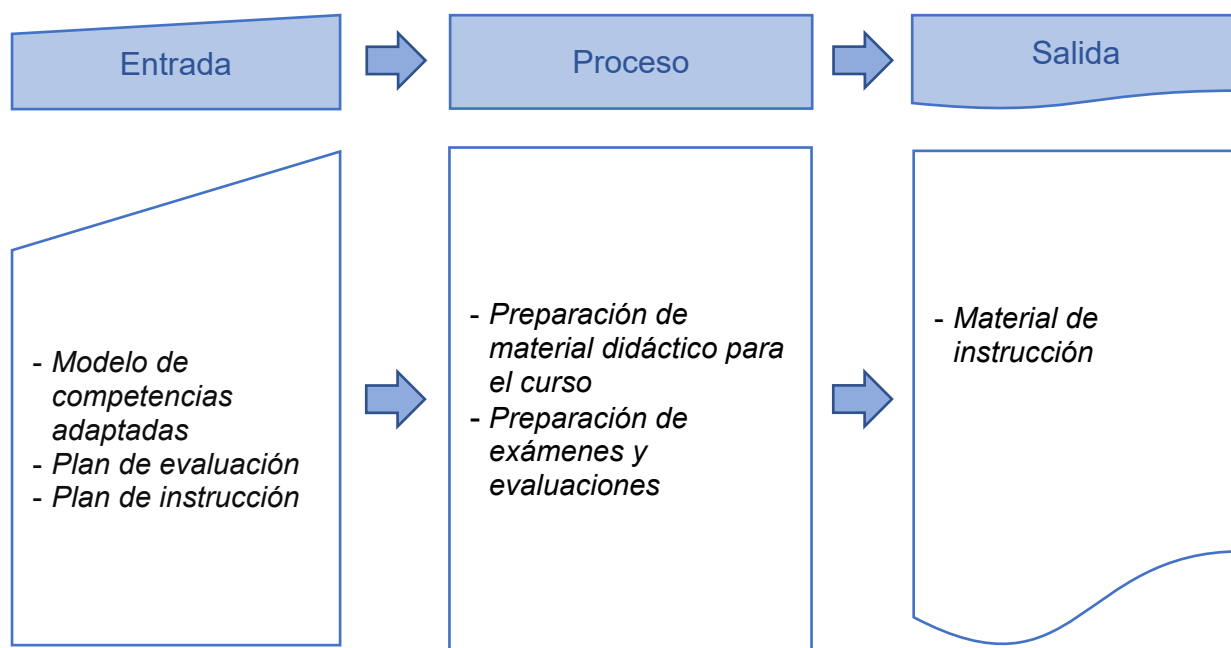 Entrada
Proceso
Salida
- Modelo de
competencias
adaptadas
- Plan de evaluación
- Plan de instrucción
- Preparación de
material didáctico para
el curso
- Preparación de
exámenes y
evaluaciones
- Material de
instrucción